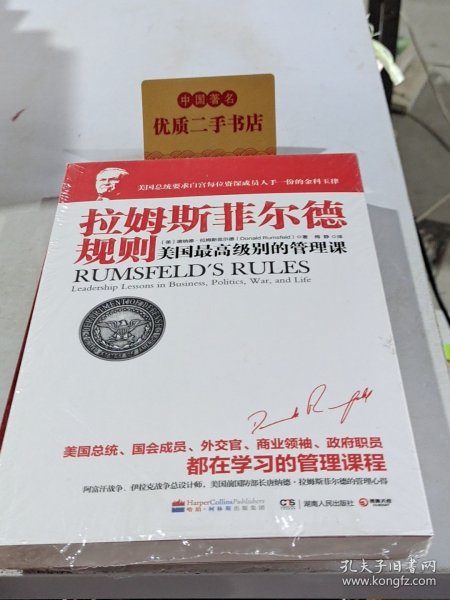 中国著名
优质二手书店
美国总统要求白宫每位资深成员人手一份的金科玉律
拉姆斯菲尔德
规则
(美)唐纳德·拉姆斯菲尔德(Donald Rumsfeld)◎著 梅静◎译
美国最高级别的管理课
RUMSFELD'S RULES
Leadership Lessons in Business, Politics, War, and Life
美国总统、国会成员、外交官、商业领袖、政府职员
都在学习的管理课程
阿富汗战争、伊拉克战争总设计师,美国前国防部长唐纳德·拉姆斯菲尔德的管理心得
HarperCollinsPublishers
哈珀·柯林斯出版集团
湖南人民出版社
孔夫子旧书网
www.kongfz.com